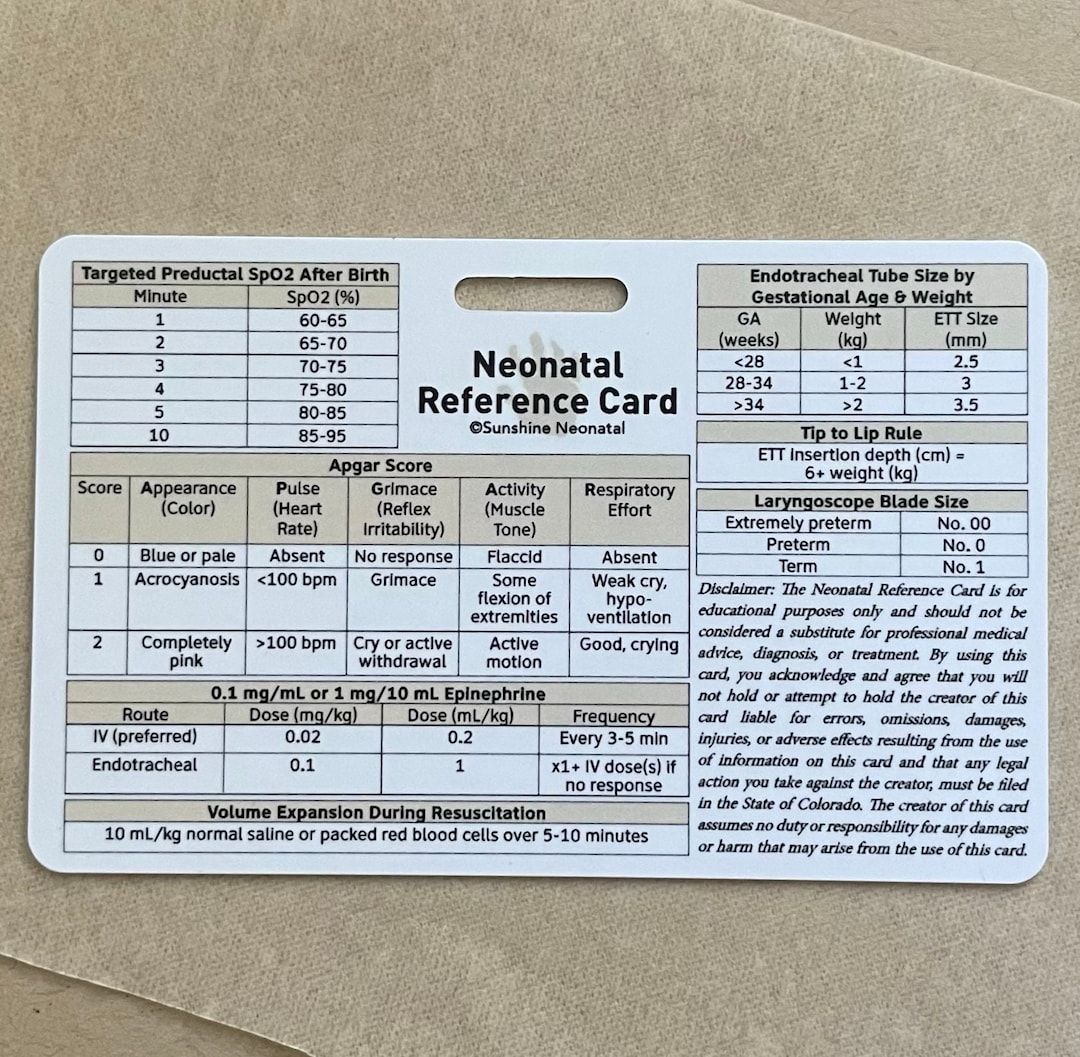 Targeted Preductal SpO2 After Birth
Minute SpO2 (%)
1 60-65
2 65-70
3 70-75
4 75-80
5 80-85
10 85-95
Neonatal
Reference Card
©Sunshine Neonatal
Endotracheal Tube Size by
Gestational Age & Weight
GA Weight ETT Size
(weeks) (kg) (mm)
<28 <1 2.5
28-34 1-2 3
>34 >2 3.5
Tip to Lip Rule
ETT insertion depth (cm) =
6+ weight (kg)
Laryngoscope Blade Size
Extremely preterm No. 00
Preterm No. 0
Term No. 1
Apgar Score
Score Appearance Pulse Grimace Activity Respiratory
(Color) (Heart (Reflex (Muscle Effort
Rate) Irritability) Tone)
0 Blue or pale Absent No response Flaccid Absent
1 Acrocyanosis <100 bpm Grimace Some Weak cry,
flexion of hypo-
extremities ventilation
2 Completely >100 bpm Cry or active Active Good, crying
pink withdrawal motion
0.1 mg/mL or 1 mg/10 mL Epinephrine
Route Dose (mg/kg) Dose (mL/kg) Frequency
IV (preferred) 0.02 0.2 Every 3-5 min
Endotracheal 0.1 1 x1+ IV dose(s) if
no response
Volume Expansion During Resuscitation
10 mL/kg normal saline or packed red blood cells over 5-10 minutes
Disclaimer: The Neonatal Reference Card is for
educational purposes only and should not be
considered a substitute for professional medical
advice, diagnosis, or treatment. By using this
card, you acknowledge and agree that you will
not hold or attempt to hold the creator of this
card liable for errors, omissions, damages,
injuries, or adverse effects resulting from the use
of information on this card and that any legal
action you take against the creator, must be filed
in the State of Colorado. The creator of this card
assumes no duty or responsibility for any damages
or harm that may arise from the use of this card.